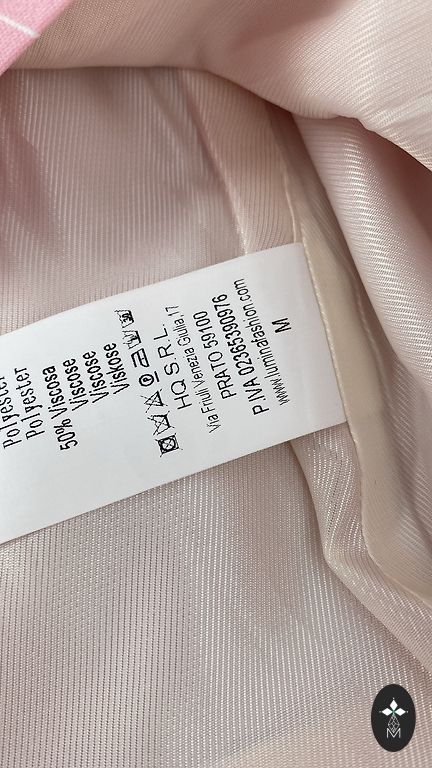 Polyester
Polyester
50% Viscosa
Viscose
Viscose
Viskose
HQ S.R.L.
Via Friuli Venezia Giulia,17
PRATO 59100
P IVA 02365390976
www.luminafashion.com
M
M